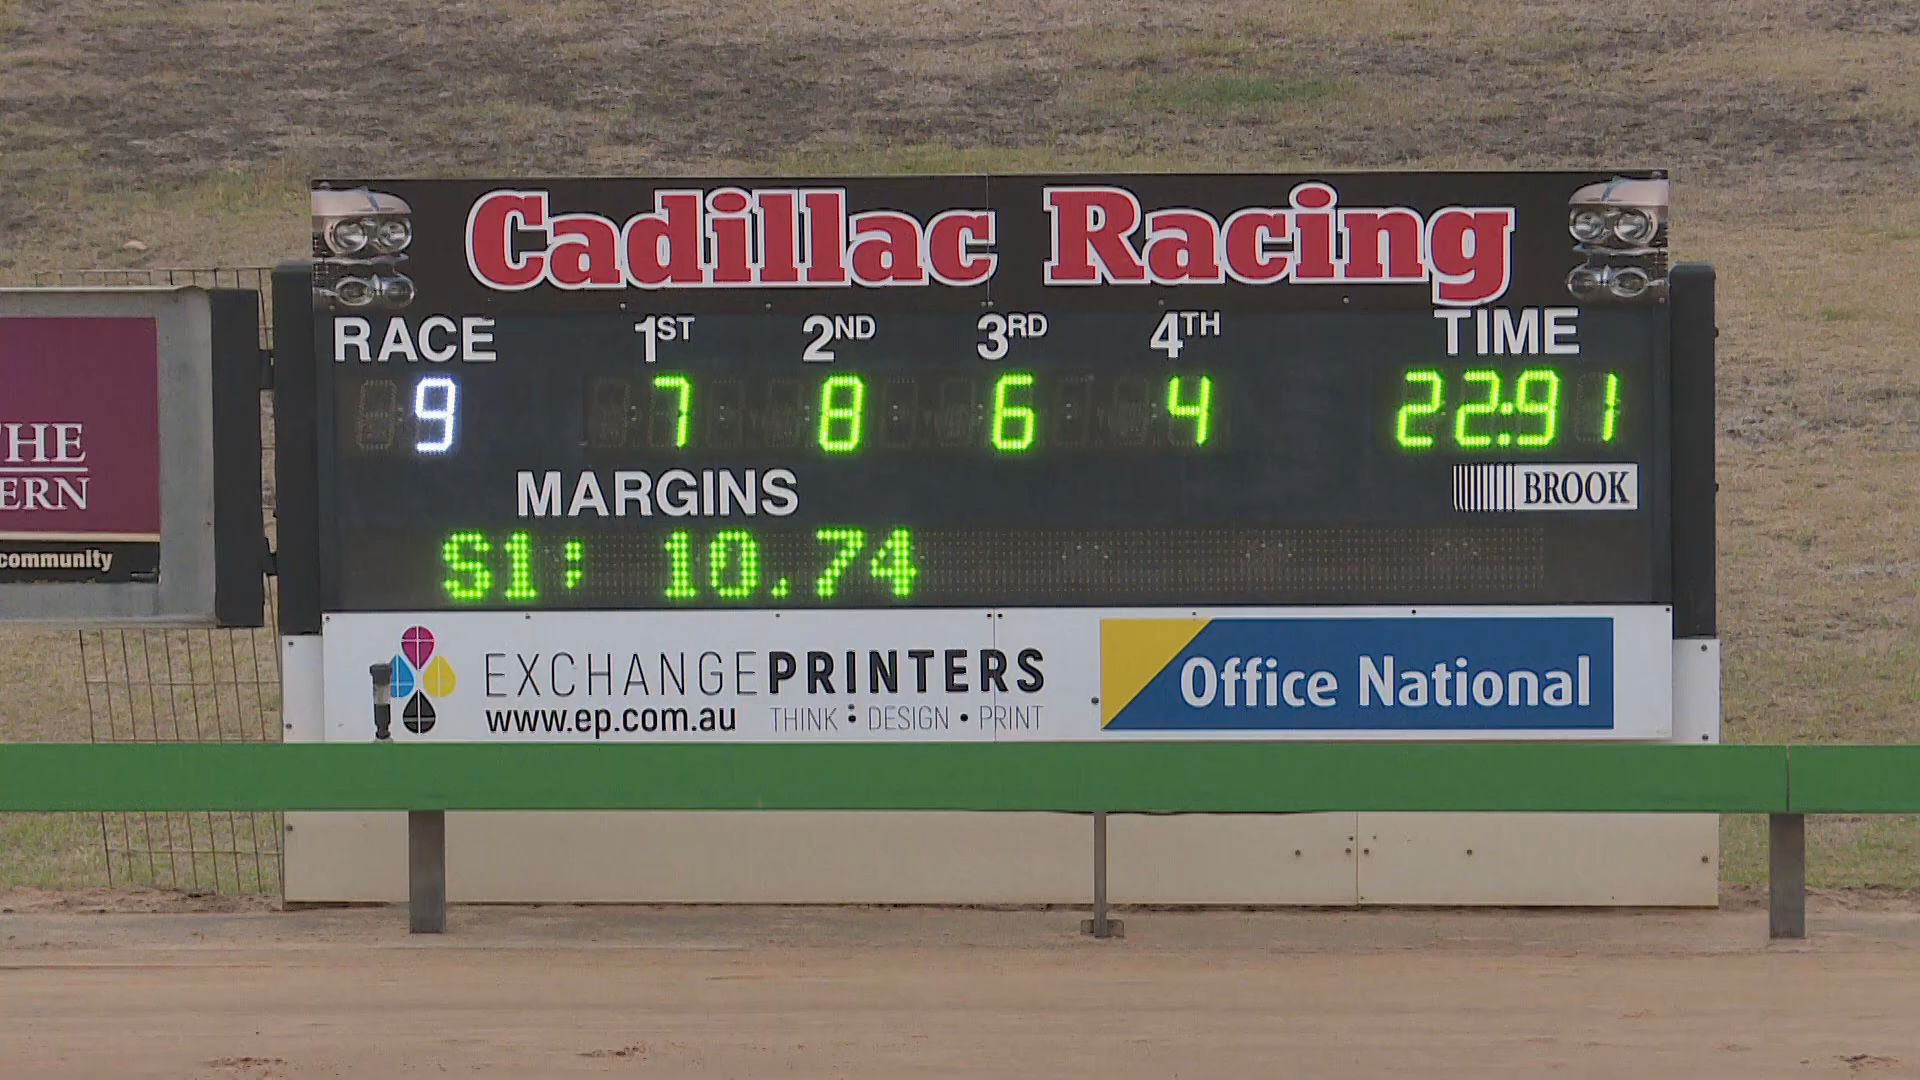 Cadillac Racing
RACE 1ST 2ND 3RD 4TH TIME
9 7 8 6 4 22:91
MARGINS
BROOK
S1: 10.74
THE
ERN
community
EXCHANGEPRINTERS
www.ep.com.au THINK • DESIGN • PRINT
Office National